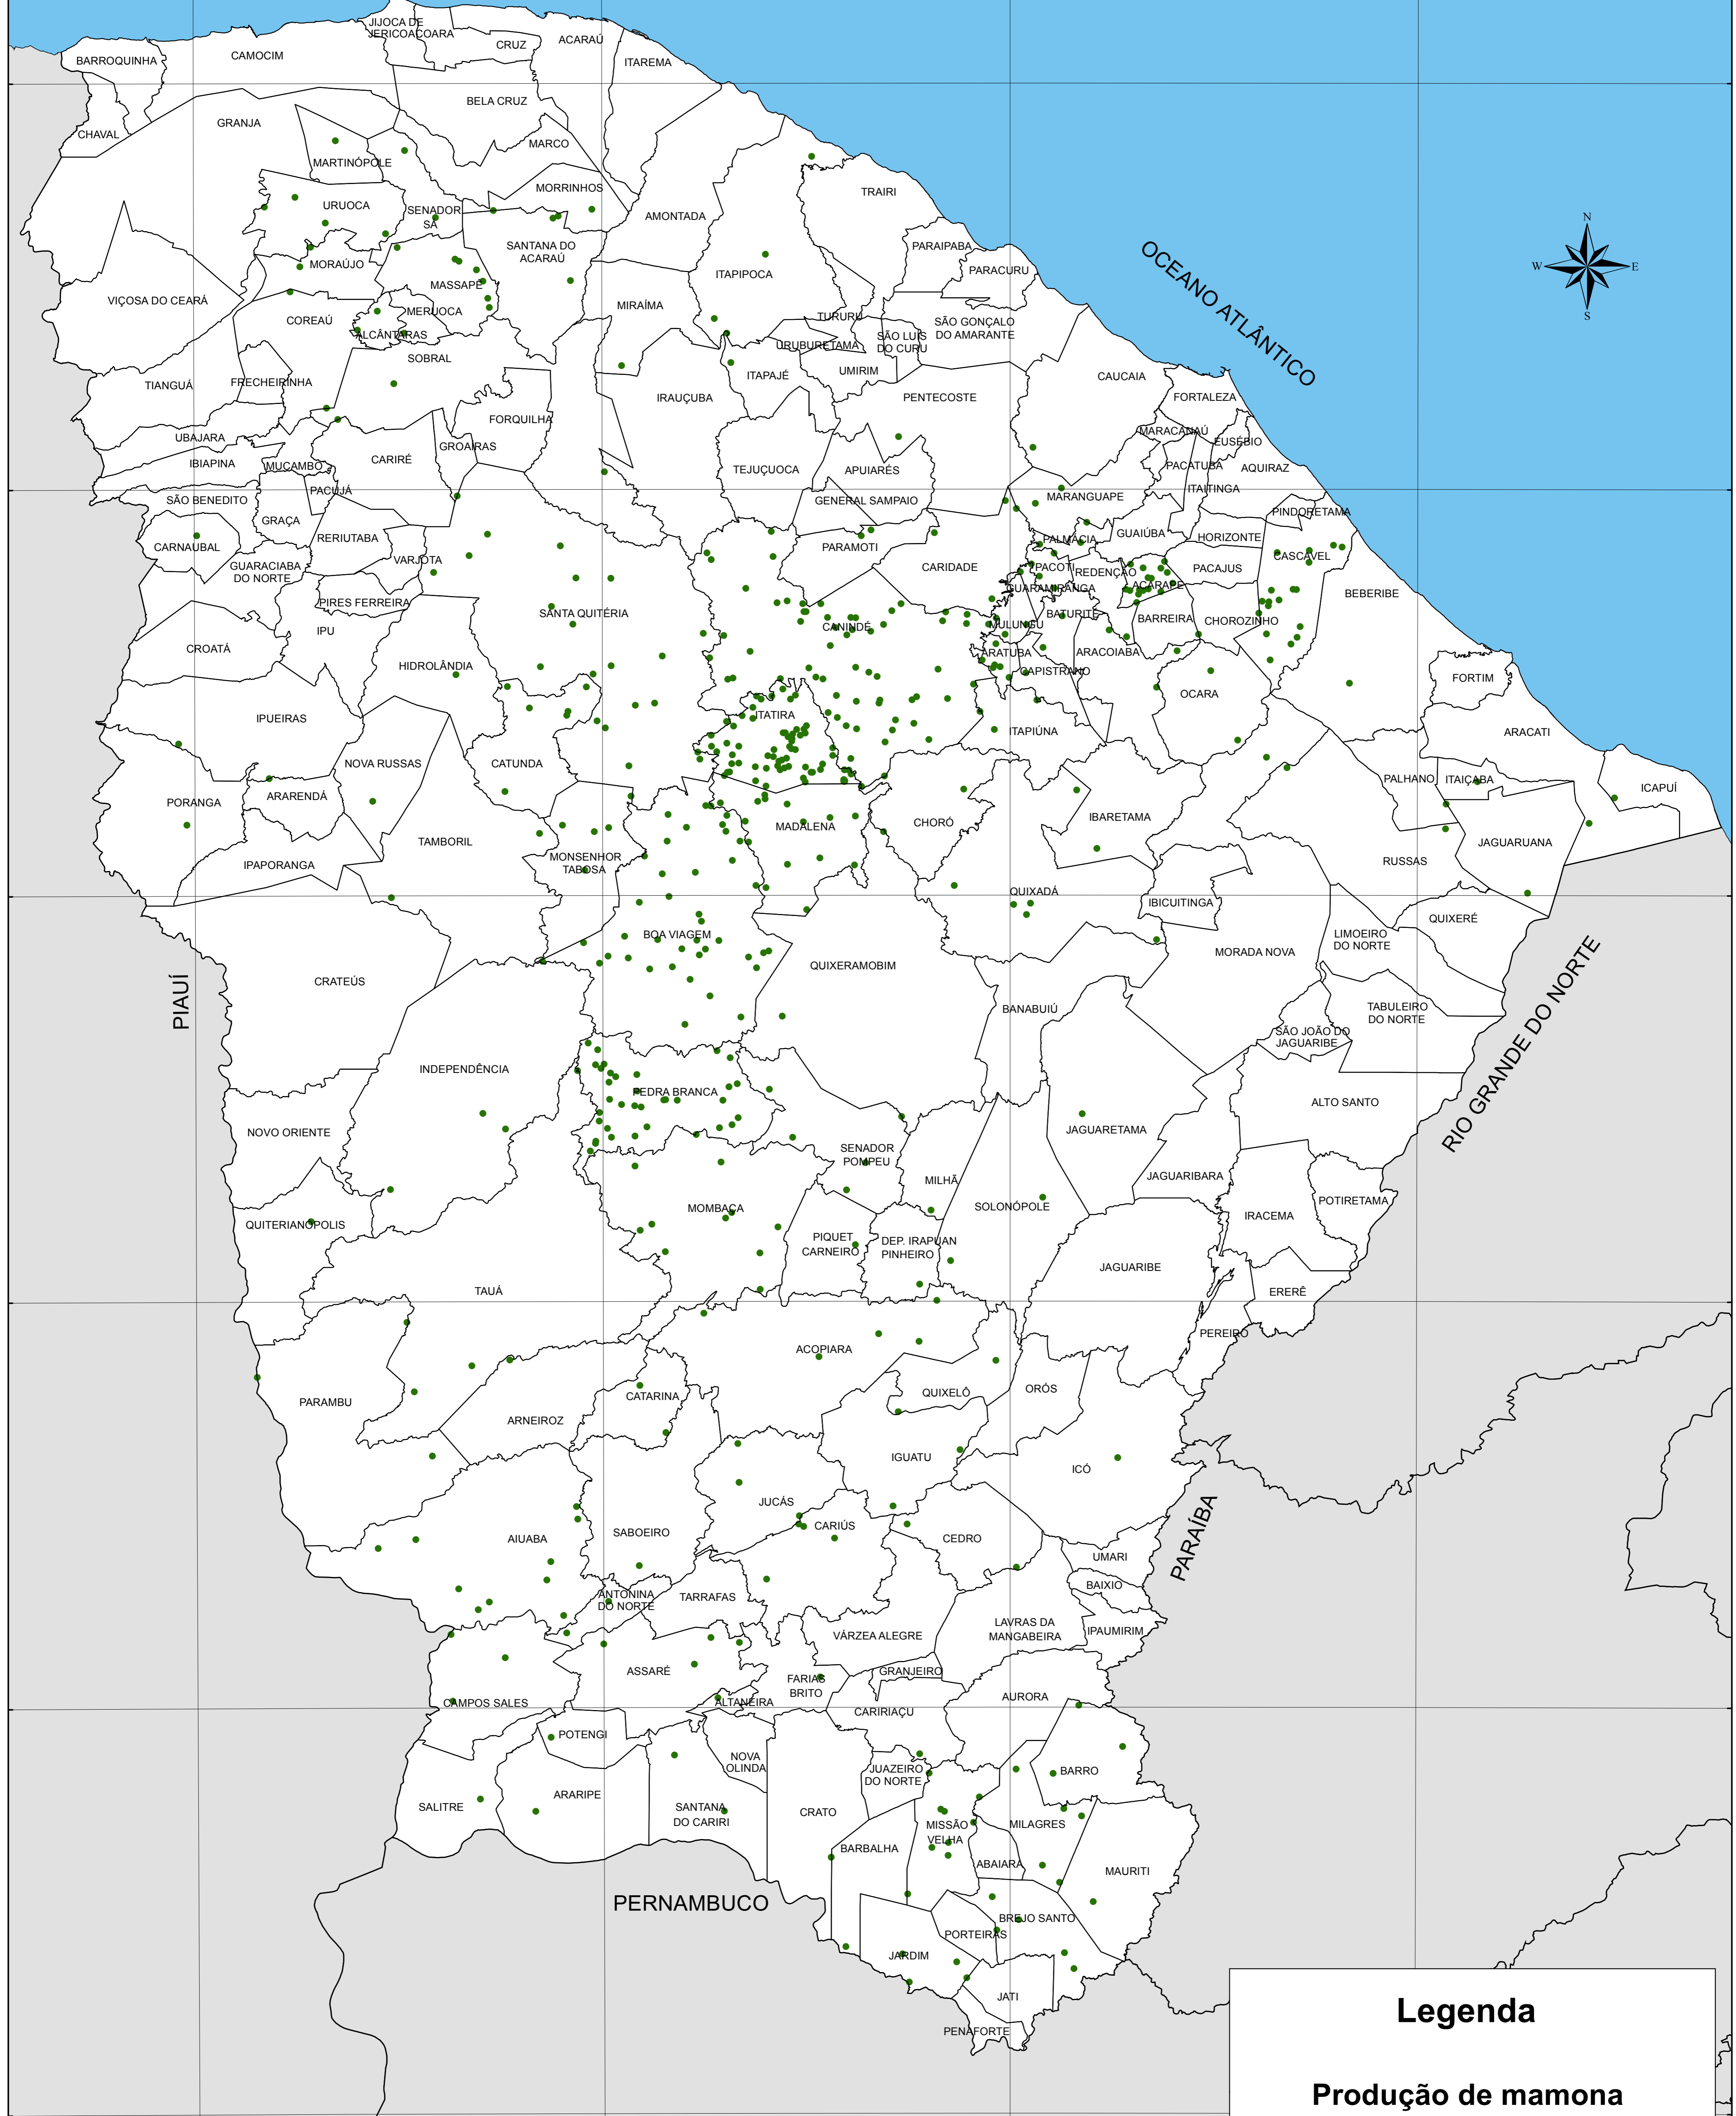 JIJOCA DE
JERICOACOARA
CRUZ
ACARAÚ
BARROQUINHA
CAMOCIM
ITAREMA
BELA CRUZ
CHAVAL
GRANJA
MARCO
MARTINÓPOLE
MORRINHOS
TRAIRI
URUOCA
SENADOR
SÁ
AMONTADA
N
W
E
S
SANTANA DO
ACARAÚ
PARAIPABA
OCEANO ATLÂNTICO
MORAÚJO
ITAPIPOCA
PARACURU
MASSAPÊ
VIÇOSA DO CEARÁ
MIRAÍMA
MERUOCA
COREAÚ
TURURU
SÃO GONÇALO
DO AMARANTE
ALCÂNTARAS
URUBURETAMA
SÃO LUIS
DO CURU
SOBRAL
TIANGUÁ
FRECHEIRINHA
ITAPAJÉ
UMIRIM
CAUCAIA
IRAUÇUBA
PENTECOSTE
FORTALEZA
FORQUILHA
UBAJARA
GROAÍRAS
MARACANAÚ
EUSÉBIO
IBIAPINA
MUCAMBO
CARIRÉ
TEJUÇUOCA
APUIARÉS
PACATUBA
AQUIRAZ
SÃO BENEDITO
PACUJÁ
GENERAL SAMPAIO
MARANGUAPE
ITAITINGA
GRAÇA
PINDORETAMA
CARNAUBAL
RERIUTABA
PARAMOTI
PALMÁCIA
GUAIÚBA
HORIZONTE
VARJOTA
CASCAVEL
GUARACIABA
DO NORTE
CARIDADE
PACOTI
REDENÇÃO
PACAJUS
GUARAMIRANGA
ACARAPE
BEBERIBE
PIRES FERREIRA
SANTA QUITÉRIA
BATURITÉ
BARREIRA
CHOROZINHO
IPU
CANINDÉ
MULUNGU
CROATÁ
ARATUBA
ARACOIABA
HIDROLÂNDIA
CAPISTRANO
FORTIM
OCARA
IPUEIRAS
ITATIRA
ITAPIÚNA
ARACATI
NOVA RUSSAS
CATUNDA
PALHANO
ITAIÇABA
ICAPUÍ
PORANGA
ARARENDÁ
CHORÓ
IBARETAMA
MADALENA
TAMBORIL
JAGUARUANA
IPAPORANGA
MONSENHOR
TABOSA
RUSSAS
QUIXADÁ
IBICUITINGA
QUIXERÉ
BOA VIAGEM
LIMOEIRO
DO NORTE
MORADA NOVA
QUIXERAMOBIM
CRATEÚS
PIAUÍ
BANABUIÚ
TABULEIRO
DO NORTE
SÃO JOÃO DO
JAGUARIBE
RIO GRANDE DO NORTE
INDEPENDÊNCIA
PEDRA BRANCA
ALTO SANTO
NOVO ORIENTE
JAGUARETAMA
SENADOR
POMPEU
JAGUARIBARA
MILHÃ
POTIRETAMA
SOLONÓPOLE
MOMBAÇA
IRACEMA
QUITERIANÓPOLIS
PIQUET
CARNEIRO
DEP. IRAPUAN
PINHEIRO
JAGUARIBE
TAUÁ
ERERÊ
PEREIRO
ACOPIARA
QUIXELÔ
ORÓS
CATARINA
PARAMBU
ARNEIROZ
IGUATU
ICÓ
JUCÁS
CARIÚS
AIUABA
SABOEIRO
CEDRO
PARAÍBA
UMARI
BAIXIO
ANTONINA
DO NORTE
TARRAFAS
LAVRAS DA
MANGABEIRA
VÁRZEA ALEGRE
IPAUMIRIM
ASSARÉ
FARIAS
BRITO
GRANJEIRO
CAMPOS SALES
ALTANEIRA
AURORA
CARIRIAÇU
POTENGI
NOVA
OLINDA
JUAZEIRO
DO NORTE
BARRO
SALITRE
ARARIPE
SANTANA
DO CARIRI
CRATO
MISSÃO
VELHA
MILAGRES
BARBALHA
ABAIARA
MAURITI
PERNAMBUCO
BREJO SANTO
PORTEIRAS
JARDIM
JATI
PENAFORTE
Legenda
Produção de mamona